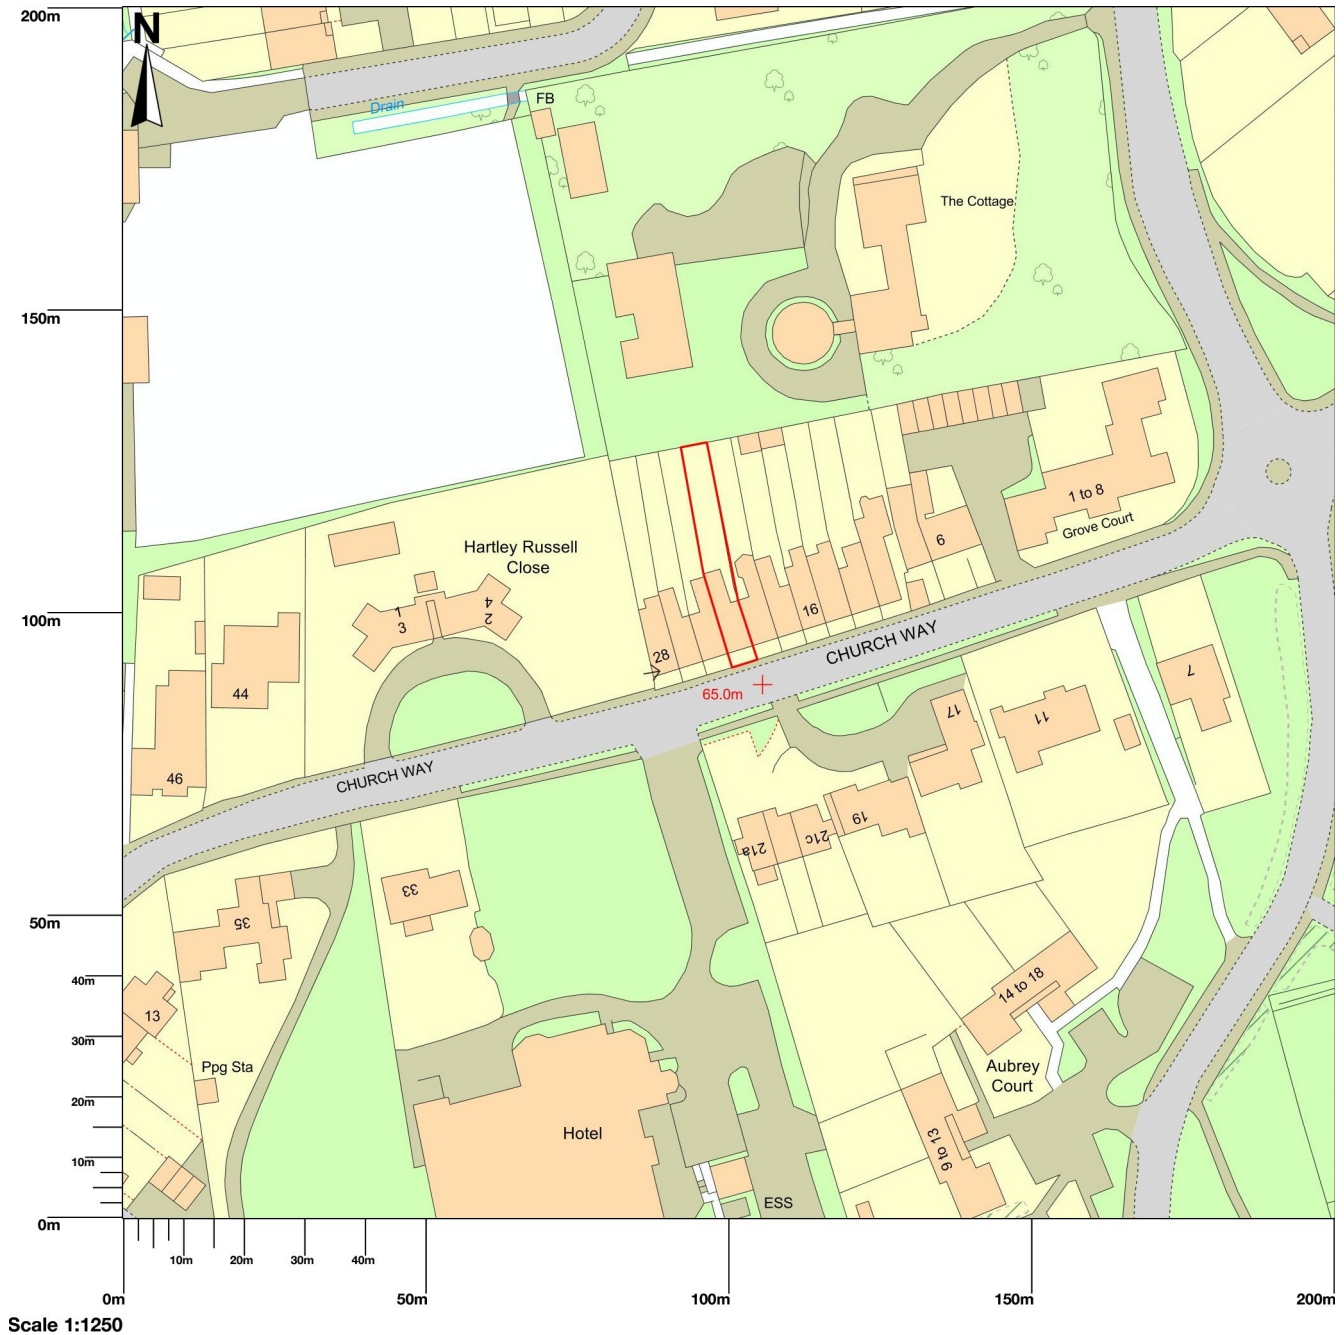 200m
N
Drain
FB
The Cottage
150m
1 to 8
Grove Court
6
Hartley Russell
Close
1
3
4
2
16
100m
28
CHURCH WAY
65.0m
44
17
11
7
46
CHURCH WAY
21a
21c
19
33
35
50m
40m
13
14 to 18
30m
Ppg Sta
Aubrey
Court
20m
Hotel
9 to 13
10m
ESS
0m
10m
20m
30m
40m
0m
50m
100m
150m
200m
Scale 1:1250